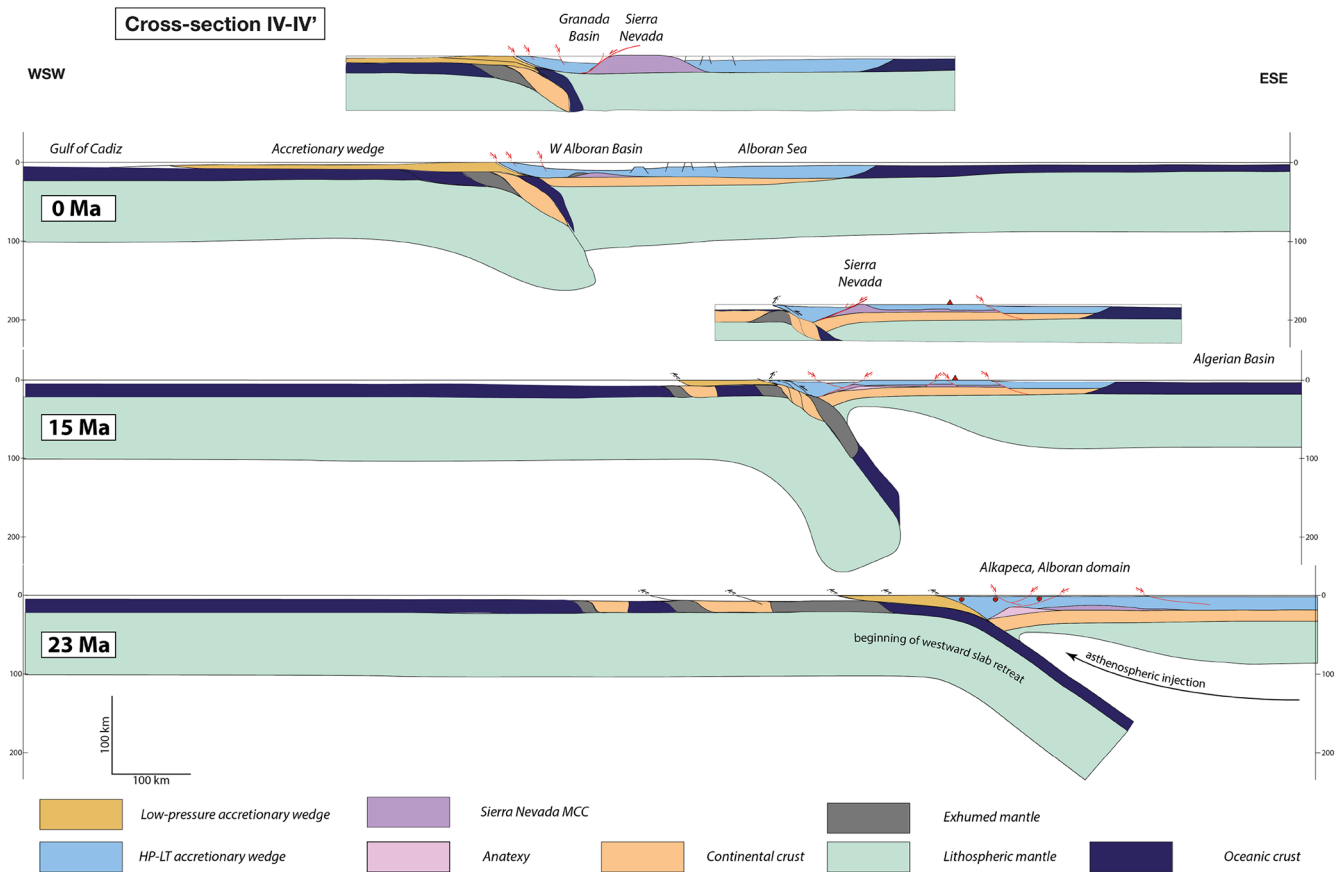 Cross-section IV-IV’
Granada
Basin
Sierra
Nevada
WSW
ESE
Gulf of Cadiz
Accretionary wedge
W Alboran Basin
Alboran Sea
0
0
0 Ma
100
100
200
200
Sierra
Nevada
Algerian Basin
0
0
15 Ma
100
100
200
200
Alkapeca, Alboran domain
0
0
23 Ma
beginning of westward slab retreat
asthenospheric injection
100
100
200
200
100 km
100 km
Low-pressure accretionary wedge
Sierra Nevada MCC
Exhumed mantle
HP-LT accretionary wedge
Anatexy
Continental crust
Lithospheric mantle
Oceanic crust